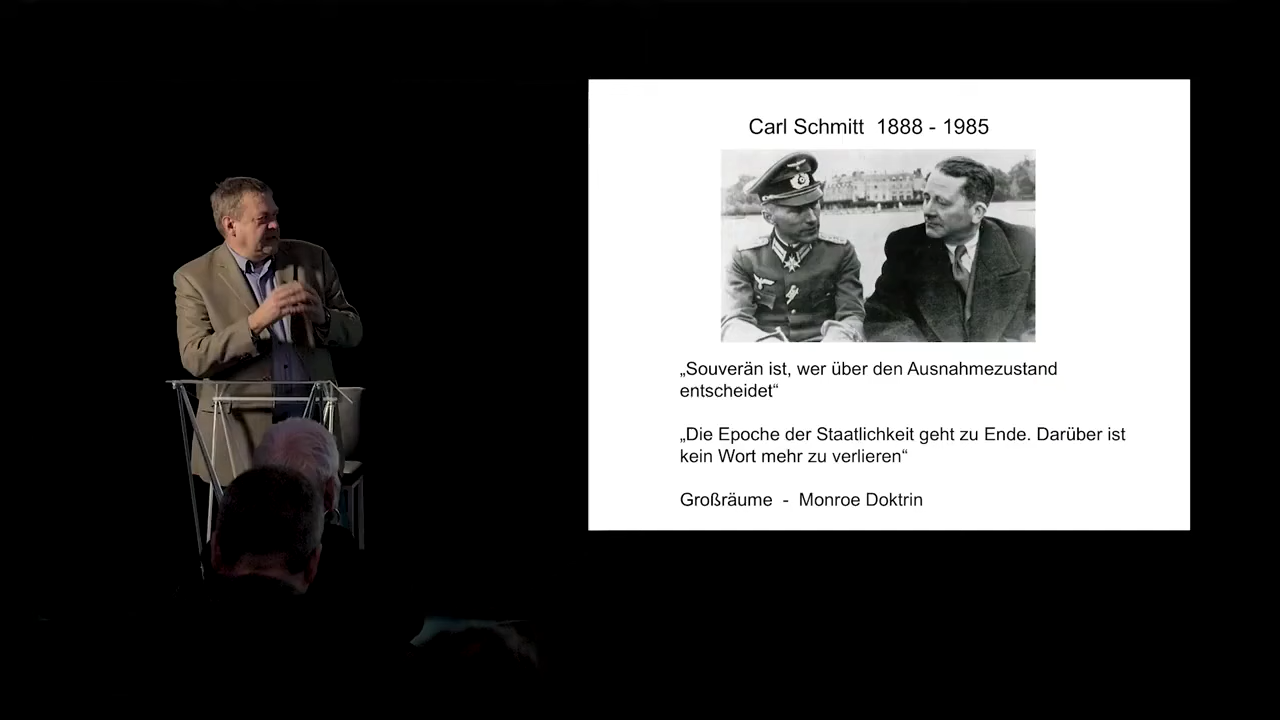 Carl Schmitt 1888 - 1985
„Souverän ist, wer über den Ausnahmezustand
entscheidet“
„Die Epoche der Staatlichkeit geht zu Ende. Darüber ist
kein Wort mehr zu verlieren“
Großräume - Monroe Doktrin